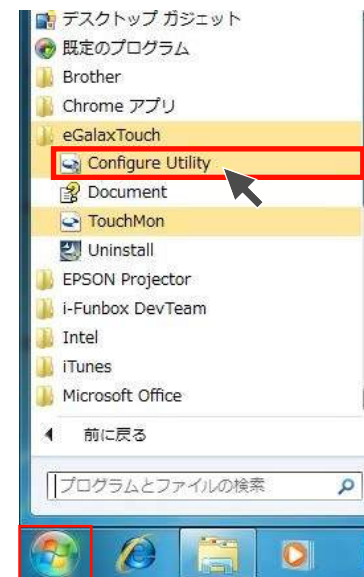 デスクトップ ガジェット
既定のプログラム
Brother
Chrome アプリ
eGalaxTouch
Configure Utility
Document
TouchMon
Uninstall
EPSON Projector
i-Funbox DevTeam
Intel
iTunes
Microsoft Office
前に戻る
プログラムとファイルの検索